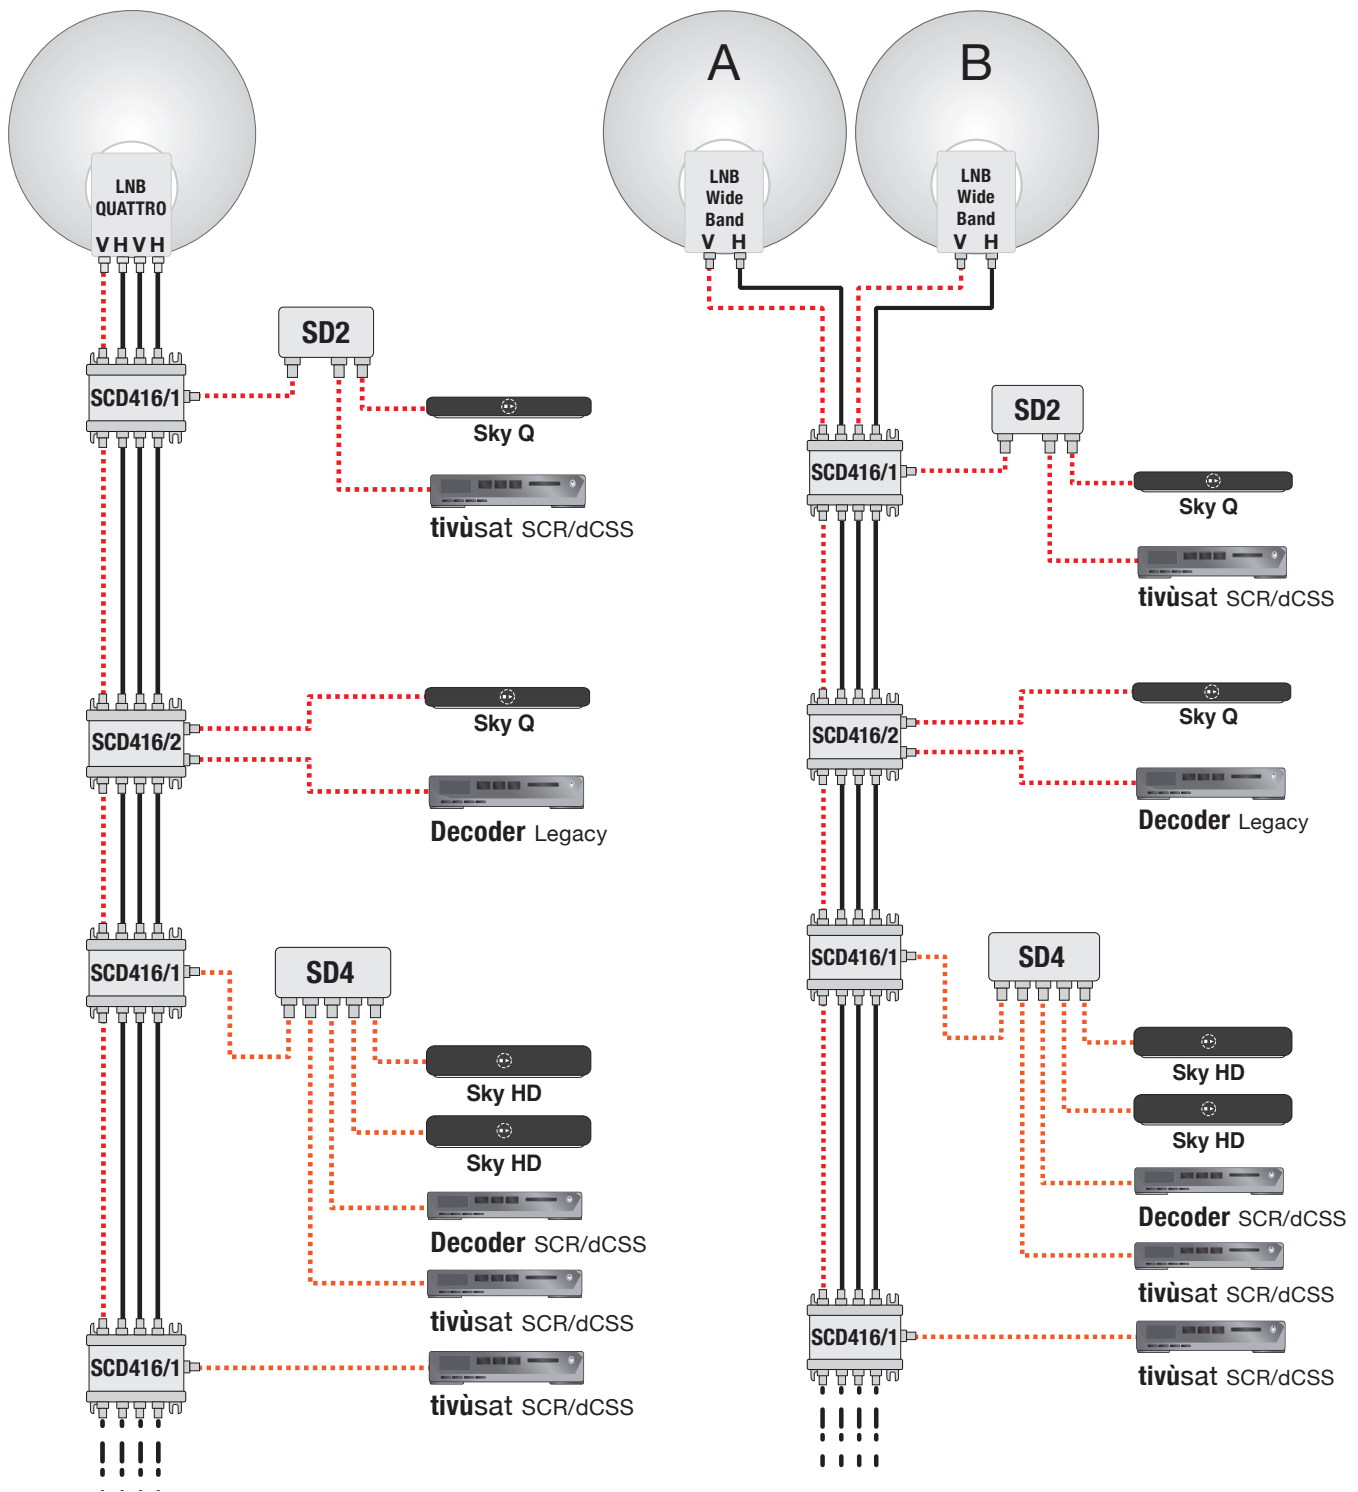 LNB
QUATTRO
V H V H
SD2
SCD416/1
Sky Q
tivùsat SCR/dCSS
SCD416/2
Sky Q
Decoder Legacy
SCD416/1
SD4
Sky HD
Sky HD
Decoder SCR/dCSS
tivùsat SCR/dCSS
SCD416/1
tivùsat SCR/dCSS
A
B
LNB
Wide
Band
V H
LNB
Wide
Band
V H
SD2
SCD416/1
Sky Q
tivùsat SCR/dCSS
SCD416/2
Sky Q
Decoder Legacy
SCD416/1
SD4
Sky HD
Sky HD
Decoder SCR/dCSS
tivùsat SCR/dCSS
SCD416/1
tivùsat SCR/dCSS